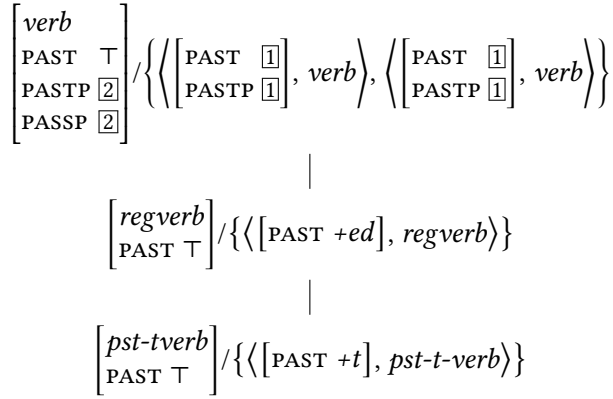 verb
PAST ⊤
PASTP 2
PASSP 2
/{⟨[PAST 1
PASTP 1], verb⟩, ⟨[PAST 1
PASTP 1], verb⟩}
[regverb
PAST ⊤]/{⟨[PAST +ed], regverb⟩}
[pst-tverb
PAST ⊤]/{⟨[PAST +t], pst-t-verb⟩}